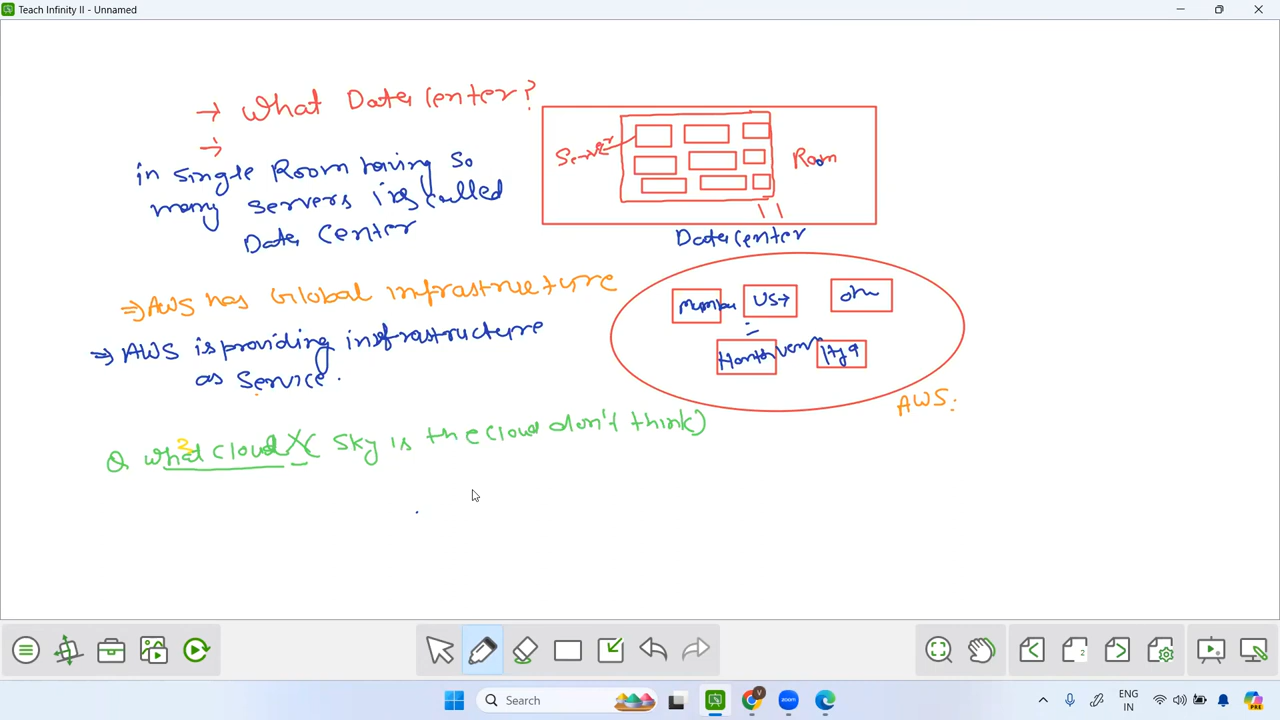 Teach Infinity II - Unnamed
→ What Data Center?
→
in single Room having so
many servers is called
Data Center
Server
Room
Data Center
⇒ AWS has Global infrastructure
⇒ AWS is providing infrastructure
as Service.
Mumbai
US
AWS:
Q what cloud X ( Sky is the cloud don't think)
2
Search
ENG
IN